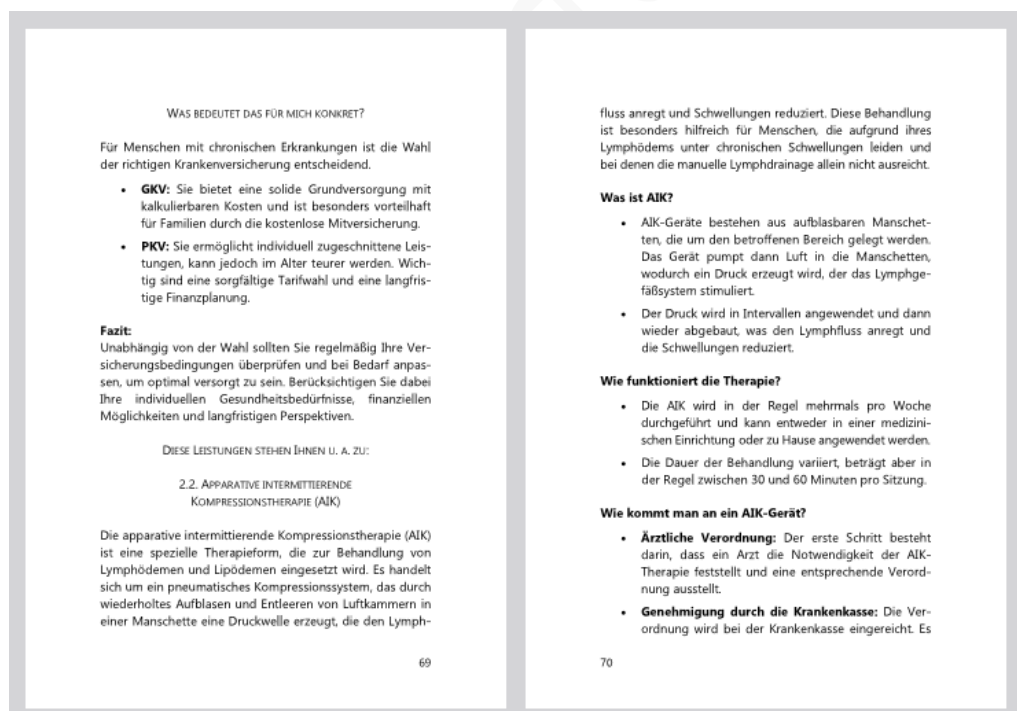 WAS BEDEUTET DAS FÜR MICH KONKRET?
Für Menschen mit chronischen Erkrankungen ist die Wahl
der richtigen Krankenversicherung entscheidend.
• GKV: Sie bietet eine solide Grundversorgung mit
kalkulierbaren Kosten und ist besonders vorteilhaft
für Familien durch die kostenlose Mitversicherung.
• PKV: Sie ermöglicht individuell zugeschnittene Leis-
tungen, kann jedoch im Alter teurer werden. Wich-
tig sind eine sorgfältige Tarifwahl und eine langfris-
tige Finanzplanung.
Fazit:
Unabhängig von der Wahl sollten Sie regelmäßig Ihre Ver-
sicherungsbedingungen überprüfen und bei Bedarf anpas-
sen, um optimal versorgt zu sein. Berücksichtigen Sie dabei
Ihre individuellen Gesundheitsbedürfnisse, finanziellen
Möglichkeiten und langfristigen Perspektiven.
DIESE LEISTUNGEN STEHEN IHNEN U. A. ZU:
2.2. APPARATIVE INTERMITTIERENDE
KOMPRESSIONSTHERAPIE (AIK)
Die apparative intermittierende Kompressionstherapie (AIK)
ist eine spezielle Therapieform, die zur Behandlung von
Lymphödemen und Lipödemen eingesetzt wird. Es handelt
sich um ein pneumatisches Kompressionssystem, das durch
wiederholtes Aufblasen und Entleeren von Luftkammern in
einer Manschette eine Druckwelle erzeugt, die den Lymph-
69
fluss anregt und Schwellungen reduziert. Diese Behandlung
ist besonders hilfreich für Menschen, die aufgrund ihres
Lymphödems unter chronischen Schwellungen leiden und
bei denen die manuelle Lymphdrainage allein nicht ausreicht.
Was ist AIK?
• AIK-Geräte bestehen aus aufblasbaren Manschet-
ten, die um den betroffenen Bereich gelegt werden.
Das Gerät pumpt dann Luft in die Manschetten,
wodurch ein Druck erzeugt wird, der das Lymphge-
fäßsystem stimuliert.
• Der Druck wird in Intervallen angewendet und dann
wieder abgebaut, was den Lymphfluss anregt und
die Schwellungen reduziert.
Wie funktioniert die Therapie?
• Die AIK wird in der Regel mehrmals pro Woche
durchgeführt und kann entweder in einer medizini-
schen Einrichtung oder zu Hause angewendet werden.
• Die Dauer der Behandlung variiert, beträgt aber in
der Regel zwischen 30 und 60 Minuten pro Sitzung.
Wie kommt man an ein AIK-Gerät?
• Ärztliche Verordnung: Der erste Schritt besteht
darin, dass ein Arzt die Notwendigkeit der AIK-
Therapie feststellt und eine entsprechende Verord-
nung ausstellt.
• Genehmigung durch die Krankenkasse: Die Ver-
ordnung wird bei der Krankenkasse eingereicht. Es
70